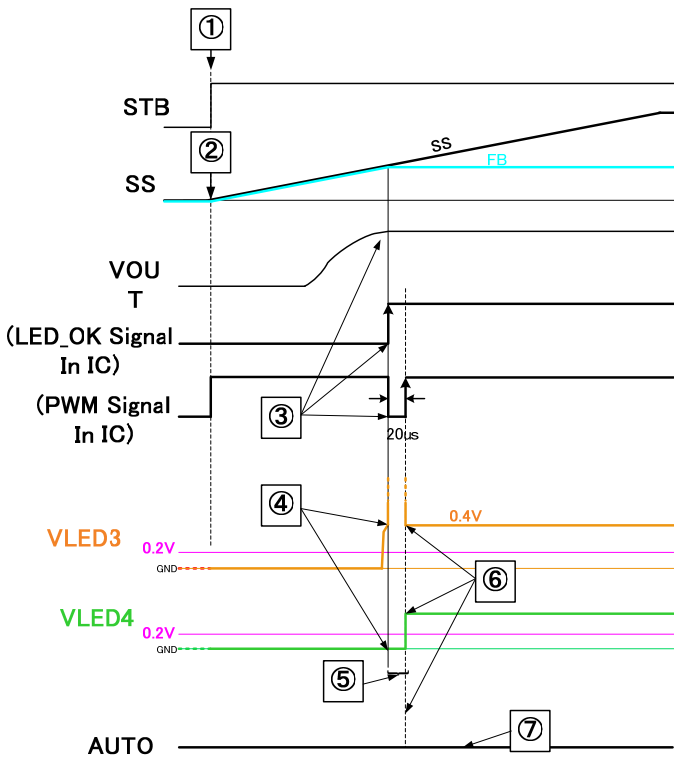 ①
STB
②
SS
SS
FB
VOU
T
(LED_OK Signal
In IC)
(PWM Signal
In IC)
③
20us
④
0.4V
VLED3
0.2V
GND
⑥
VLED4
0.2V
GND
⑤
⑦
AUTO